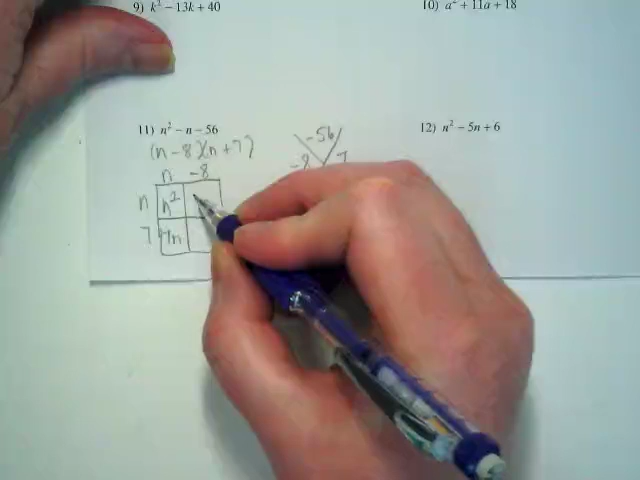 9) k² − 13k + 40
10) a² + 11a + 18
11) n² − n − 56
12) n² − 5n + 6
(n − 8)(n + 7)
−56
−8 7
n −8
n n²
7 7n